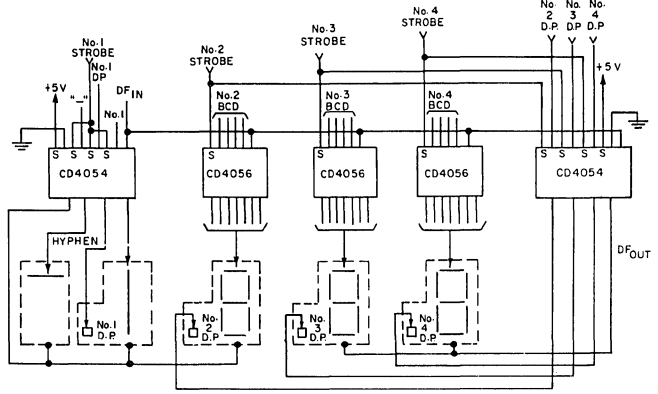 No.1
STROBE
No.1
DP
+5V
"–"
No.1
DF IN
No.2
STROBE
No.2
BCD
No.3
STROBE
No.3
BCD
No.4
STROBE
No.4
BCD
No.
2
D.P.
No.
3
D.P.
No.
4
D.P.
+5V
S S S S
CD4054
S
CD4056
S
CD4056
S
CD4056
S S S S
CD4054
HYPHEN
DF OUT
No.1
D.P.
No.
2
D.P
No.
3
D.P.
No.
4
D.P.